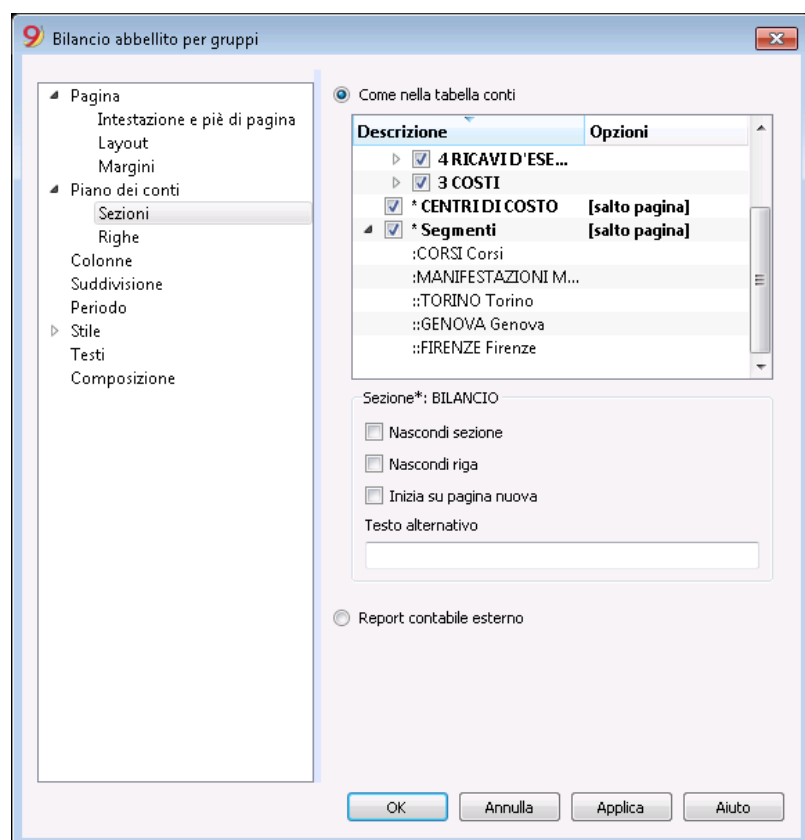 Bilancio abbellito per gruppi
Pagina
Intestazione e piè di pagina
Layout
Margini
Piano dei conti
Sezioni
Righe
Colonne
Suddivisione
Periodo
Stile
Testi
Composizione
Come nella tabella conti
Descrizione Opzioni
4 RICAVI D'ESE...
3 COSTI
* CENTRI DI COSTO [salto pagina]
* Segmenti [salto pagina]
:CORSI Corsi
:MANIFESTAZIONI M...
::TORINO Torino
::GENOVA Genova
::FIRENZE Firenze
Sezione*: BILANCIO
Nascondi sezione
Nascondi riga
Inizia su pagina nuova
Testo alternativo
Report contabile esterno
OK Annulla Applica Aiuto